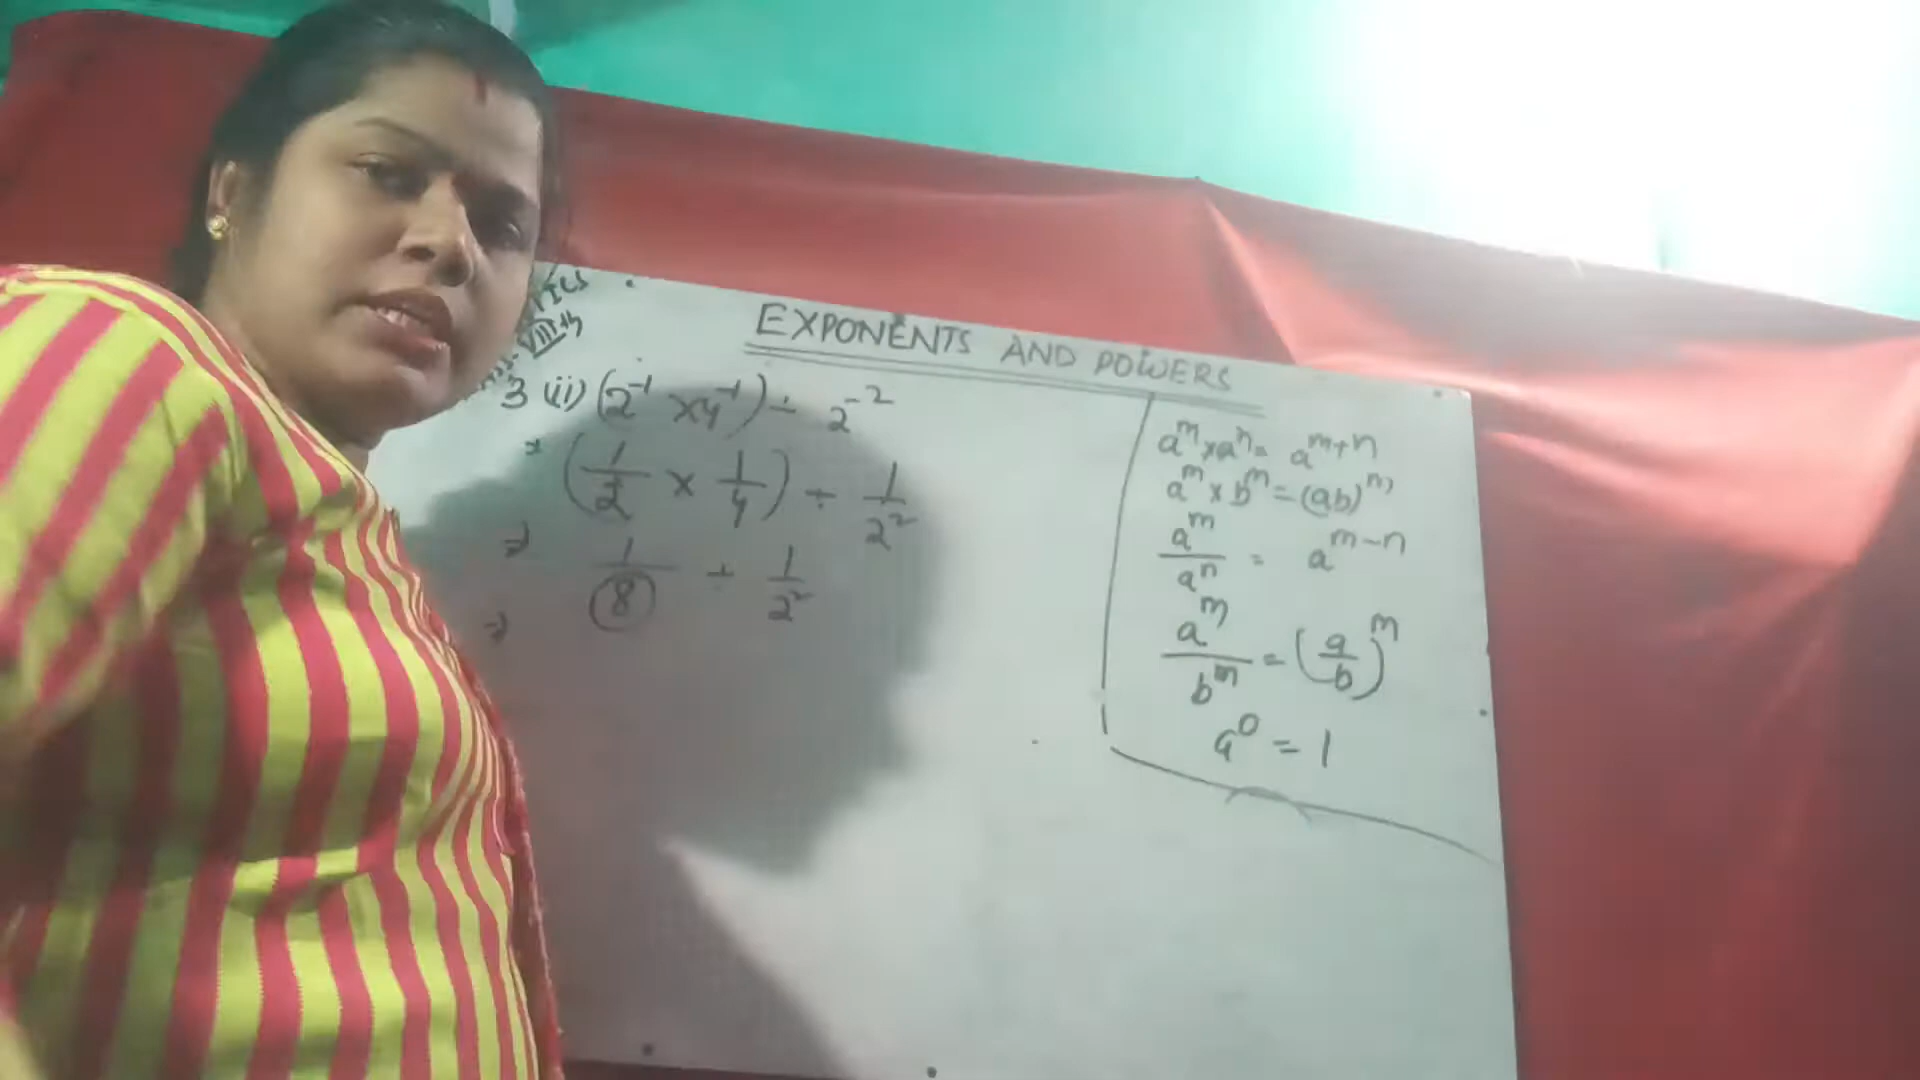 VIIIth
EXPONENTS AND POWERS
3 (ii) (2⁻¹ × 4⁻¹) ÷ 2⁻²
(1/2 × 1/4) ÷ 1/2²
⇒ 1/8 ÷ 1/2²
⇒
aᵐ × aⁿ = aᵐ⁺ⁿ
aᵐ × bᵐ = (ab)ᵐ
aᵐ/aⁿ = aᵐ⁻ⁿ
aᵐ/bᵐ = (a/b)ᵐ
a⁰ = 1